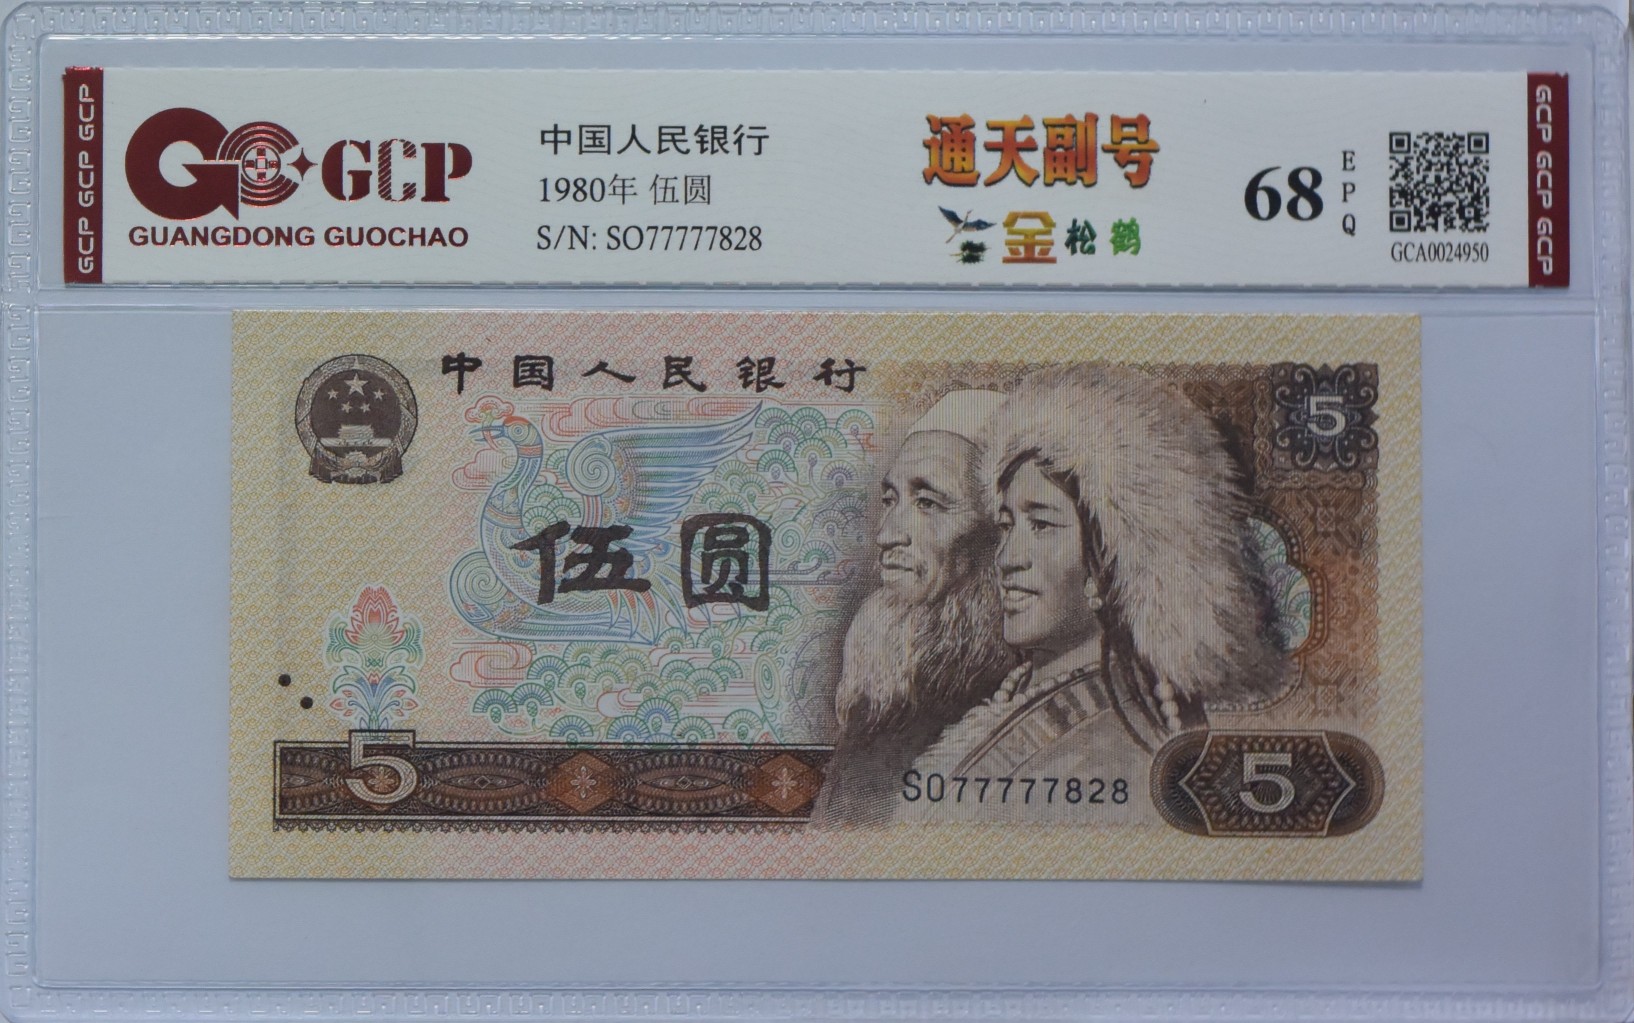 GCP GCP GCP GCP
GCP
GUANGDONG GUOCHAO
中国人民银行
1980年 伍圆
S/N: SO77777828
通天副号
金松鹤
68
EPQ
GCA0024950
GCP GCP GCP GCP
中国人民银行
5
伍圆
5
SO77777828
5